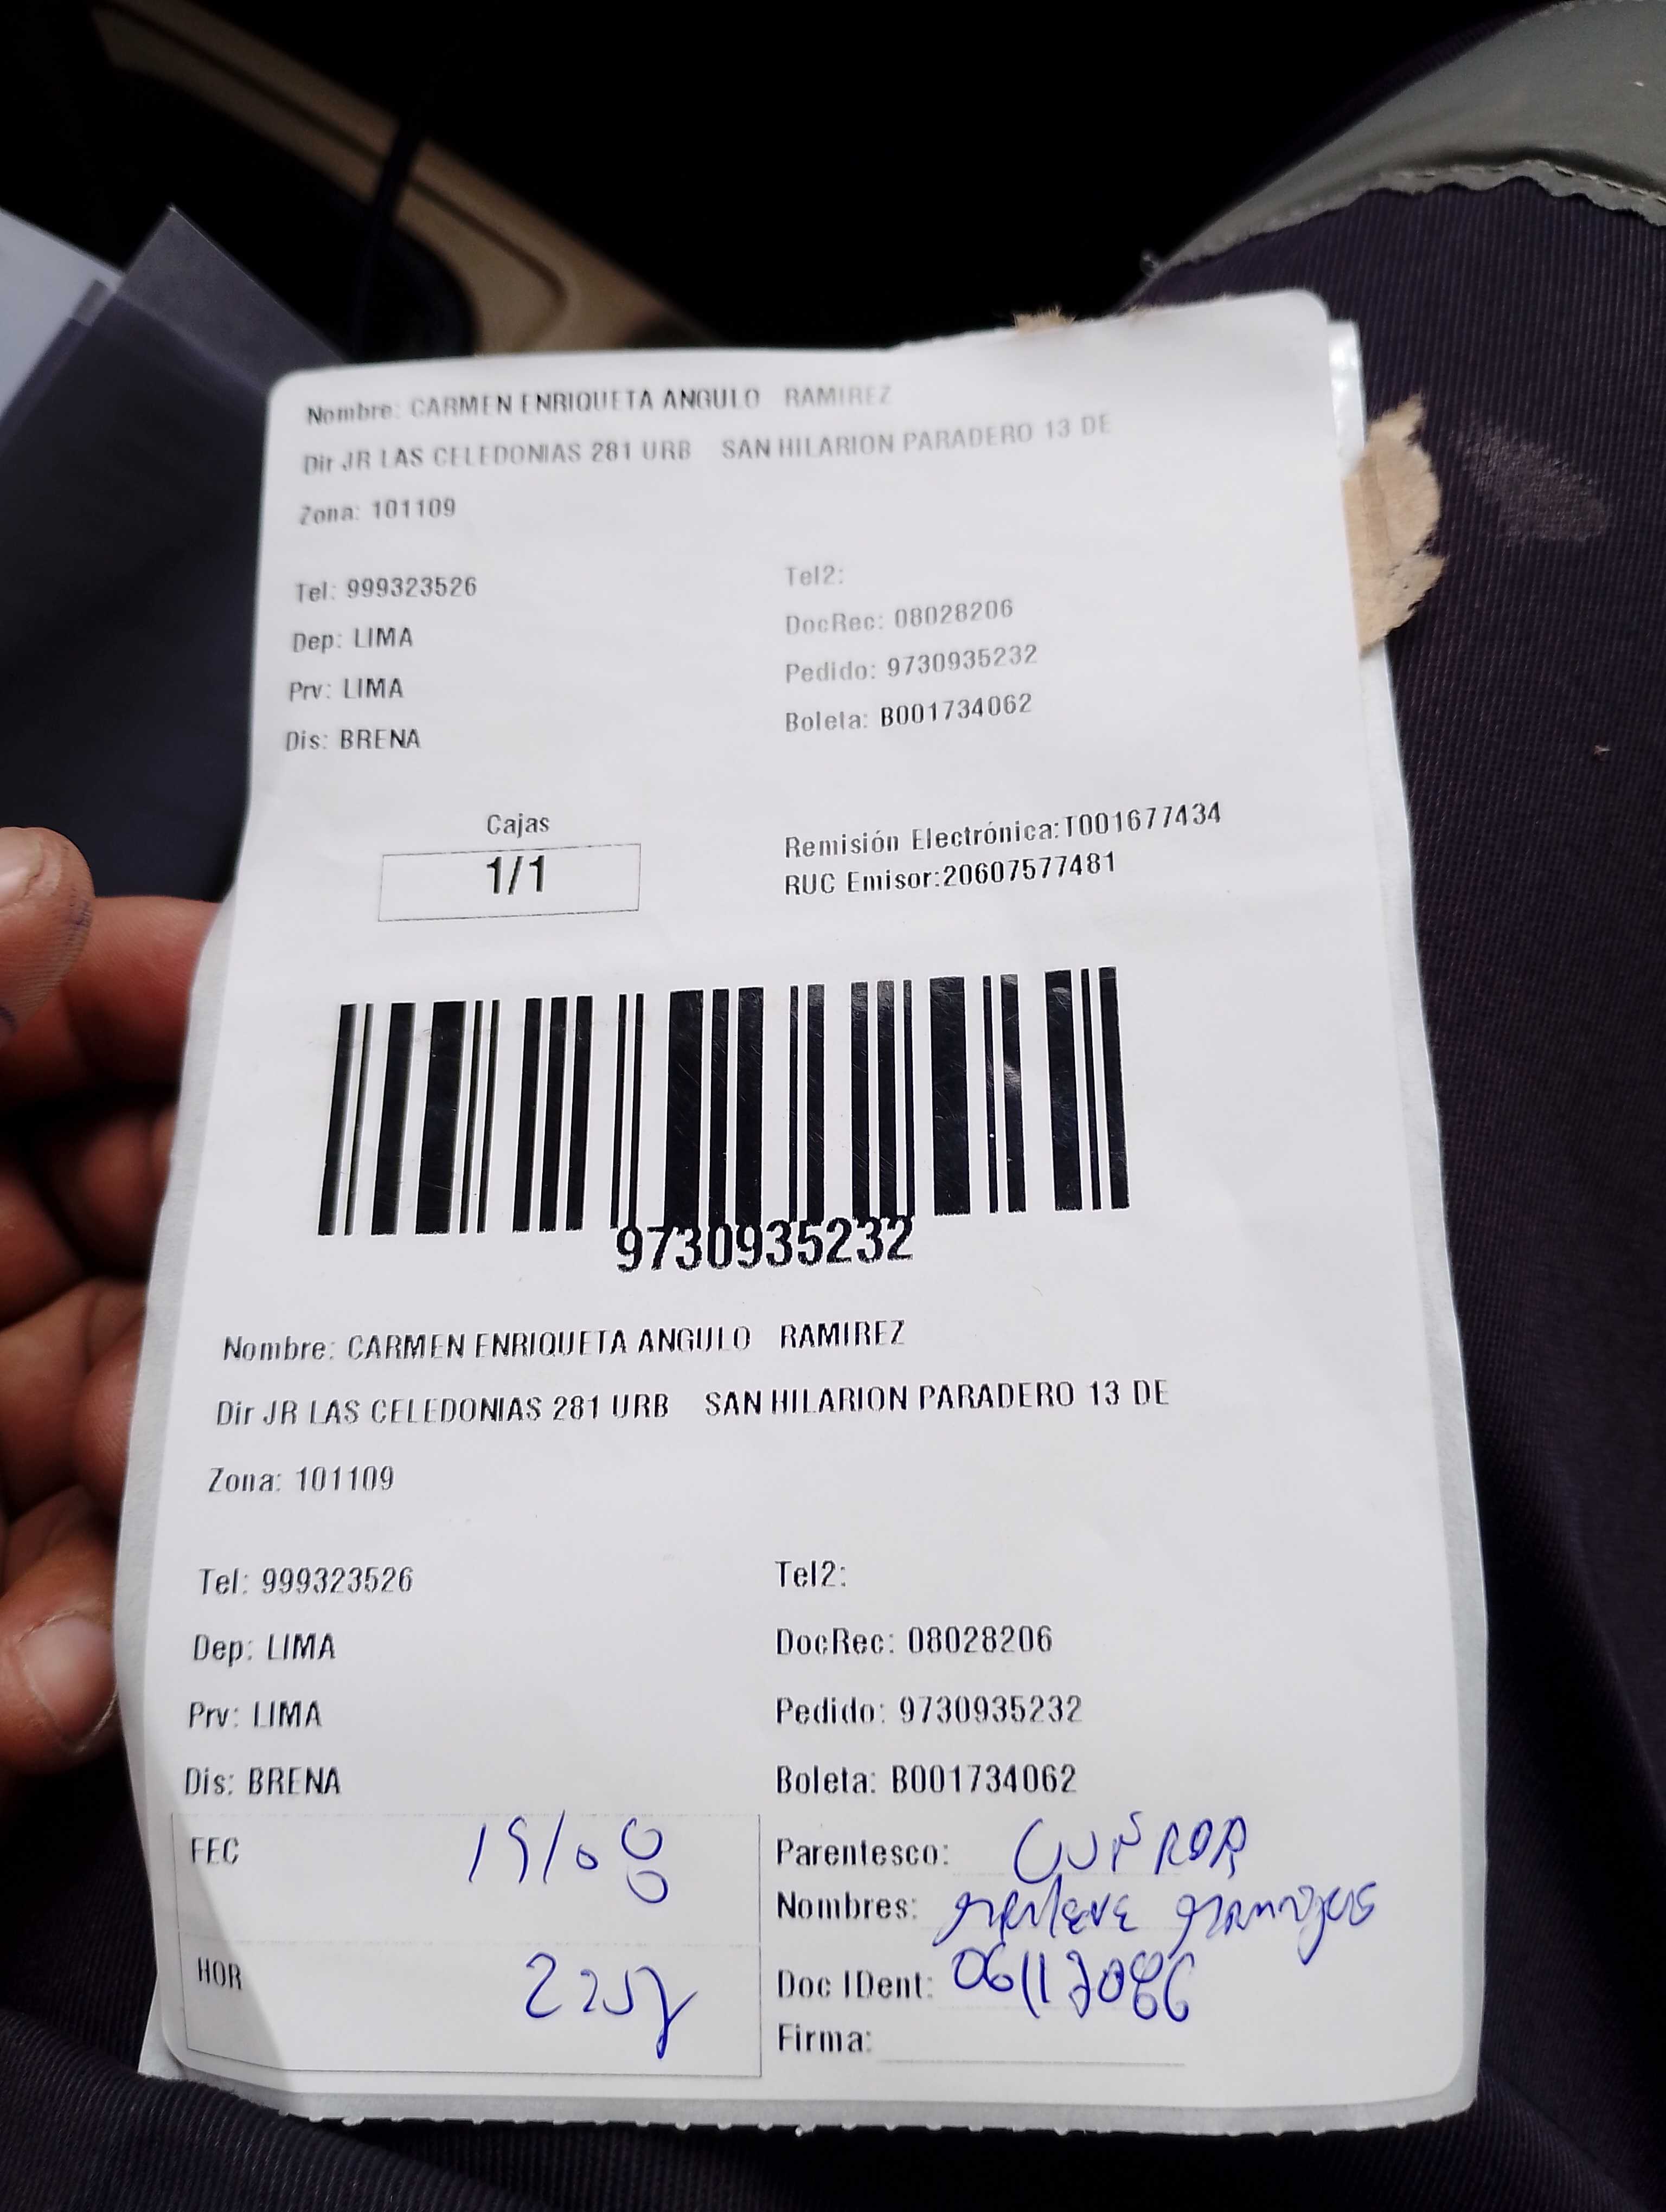 Nombre: CARMEN ENRIQUETA ANGULO RAMIREZ
Dir JR LAS CELEDONIAS 281 URB SAN HILARION PARADERO 13 DE
Zona: 101109
Tel: 999323526 Tel2:
Dep: LIMA DocRec: 08028206
Prv: LIMA Pedido: 9730935232
Dis: BRENA Boleta: B001734062
Cajas
1/1
Remisión Electrónica:T001677434
RUC Emisor:20607577481
9730935232
Nombre: CARMEN ENRIQUETA ANGULO RAMIREZ
Dir JR LAS CELEDONIAS 281 URB SAN HILARION PARADERO 13 DE
Zona: 101109
Tel: 999323526 Tel2:
Dep: LIMA DocRec: 08028206
Prv: LIMA Pedido: 9730935232
Dis: BRENA Boleta: B001734062
FEC Parentesco: CUÑADA
Nombres:
HOR Doc IDent: 06117086
Firma: